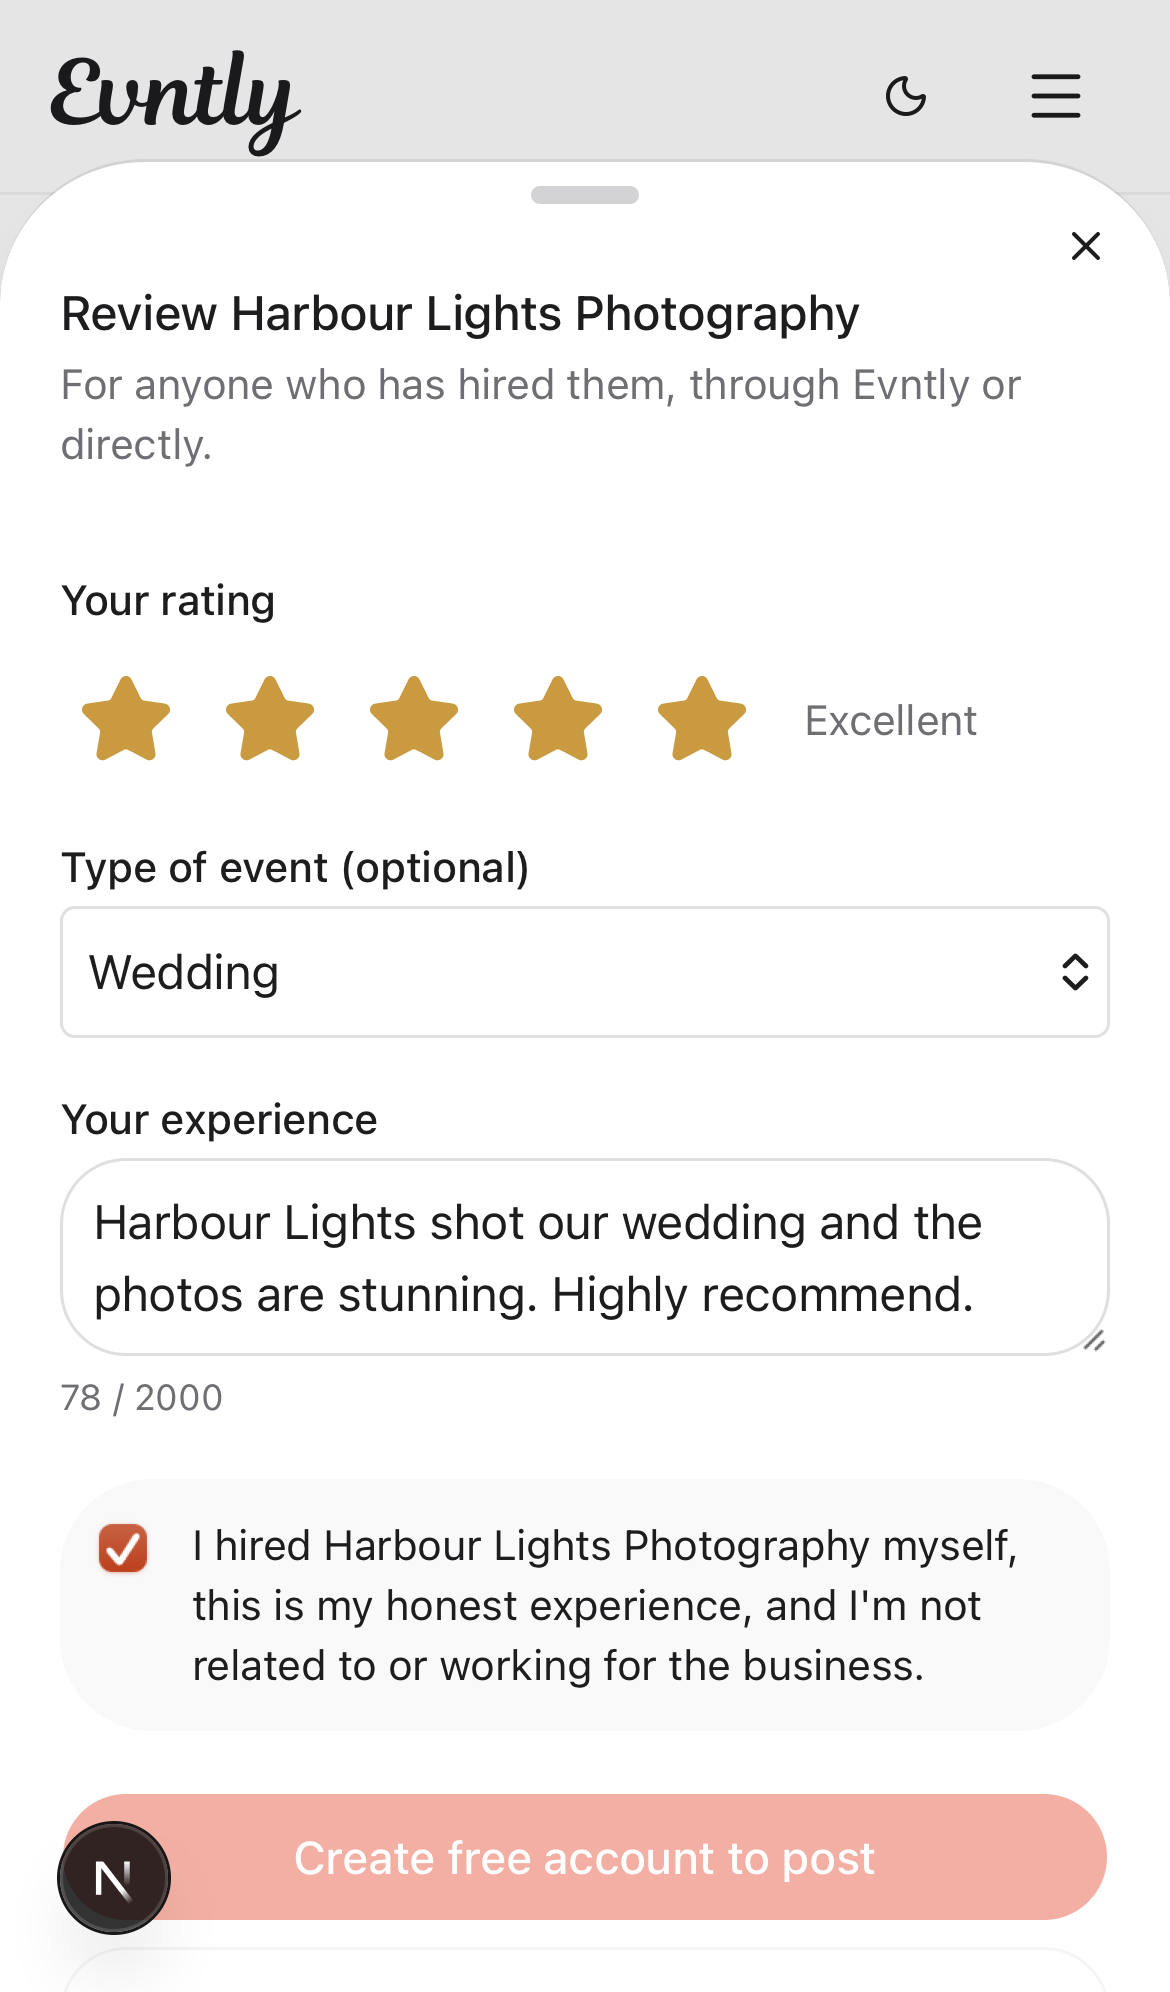 Evntly
Review Harbour Lights Photography
For anyone who has hired them, through Evntly or
directly.
Your rating
Excellent
Type of event (optional)
Wedding
Your experience
Harbour Lights shot our wedding and the
photos are stunning. Highly recommend.
78 / 2000
I hired Harbour Lights Photography myself,
this is my honest experience, and I'm not
related to or working for the business.
Create free account to post
N